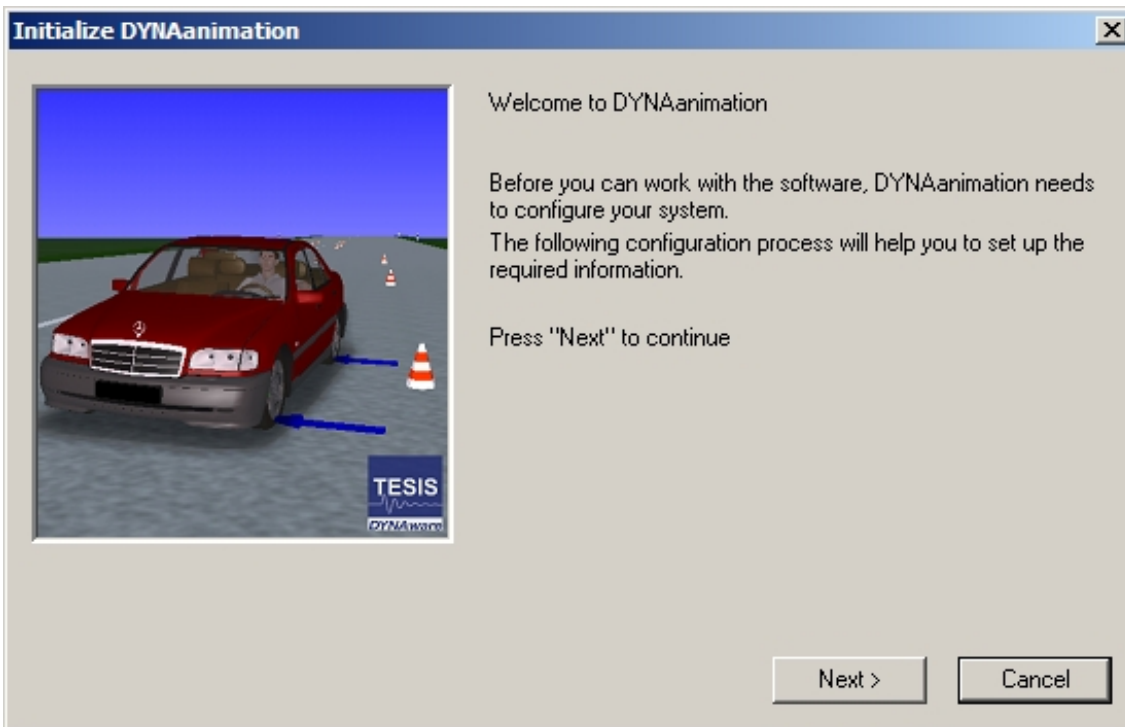 Initialize DYNAanimation
Welcome to DYNAanimation
Before you can work with the software, DYNAanimation needs
to configure your system.
The following configuration process will help you to set up the
required information.
Press "Next" to continue
TESIS
DYNAware
Next >
Cancel